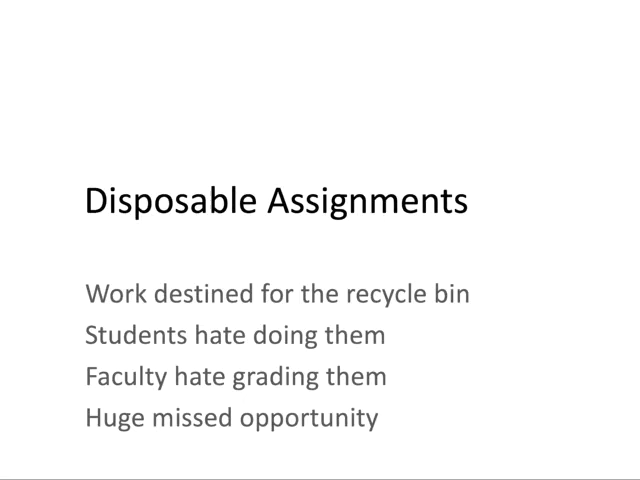 Disposable Assignments
Work destined for the recycle bin
Students hate doing them
Faculty hate grading them
Huge missed opportunity